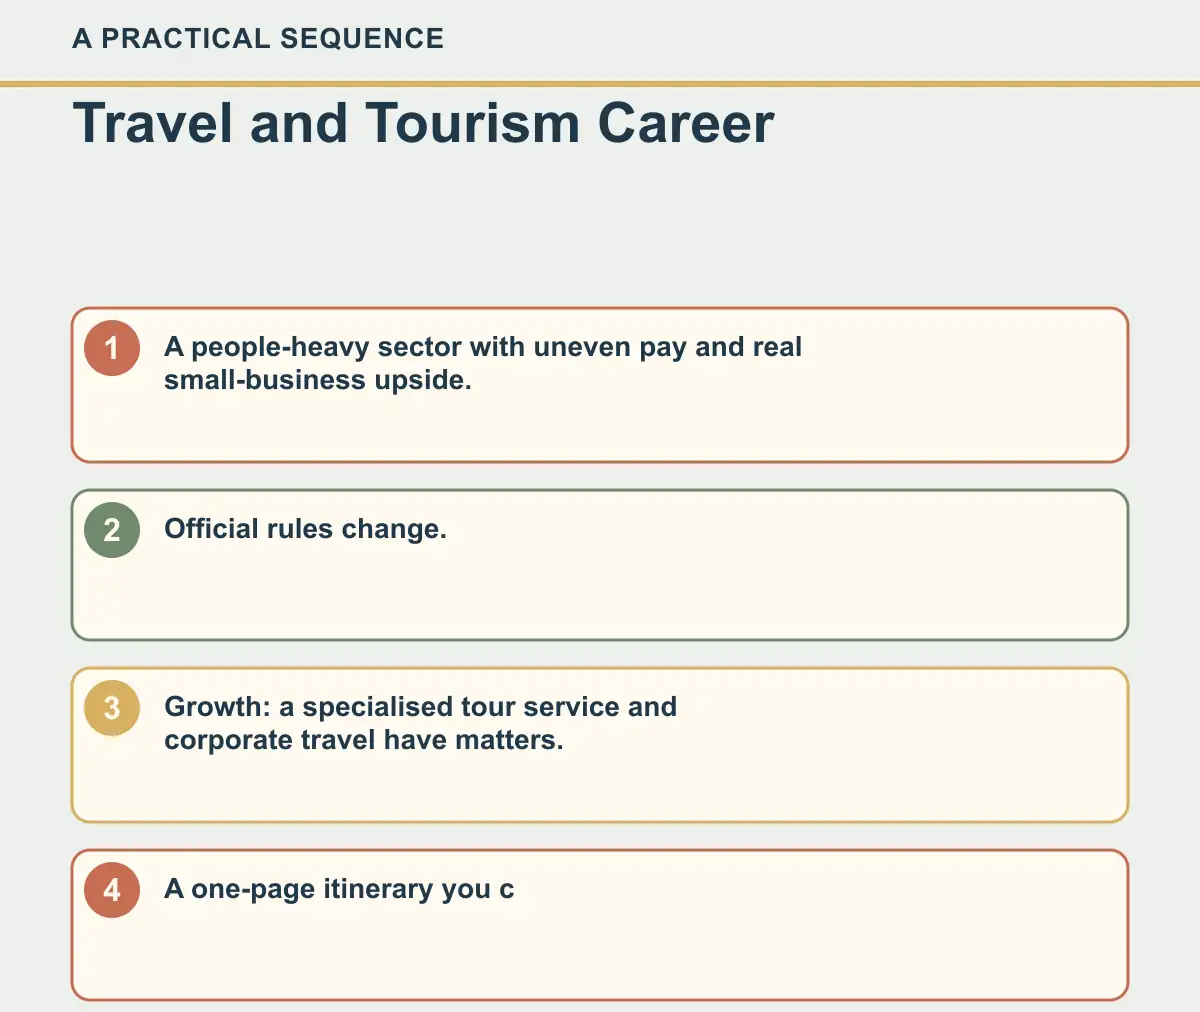 A PRACTICAL SEQUENCE
Travel and Tourism Career
1
A people-heavy sector with uneven pay and real
small-business upside.
2
Official rules change.
3
Growth: a specialised tour service and
corporate travel have matters.
4
A one-page itinerary you c